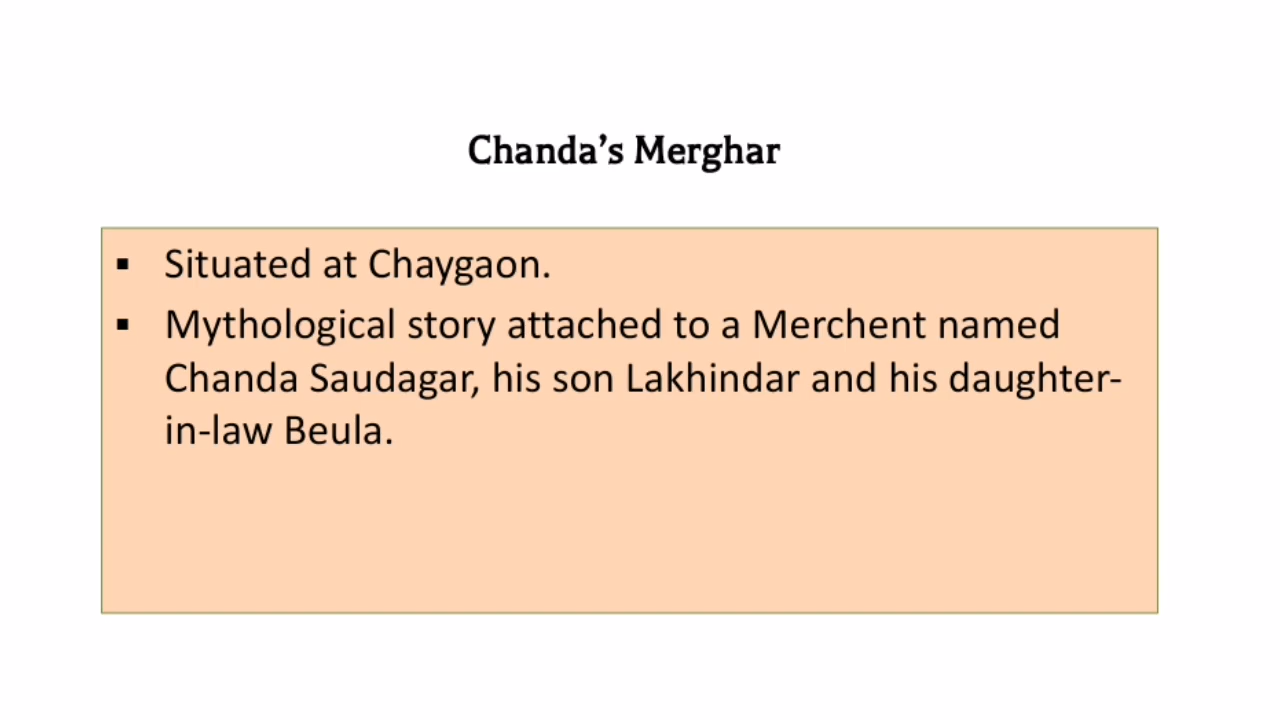 Chanda’s Merghar
▪ Situated at Chaygaon.
▪ Mythological story attached to a Merchent named
Chanda Saudagar, his son Lakhindar and his daughter-
in-law Beula.